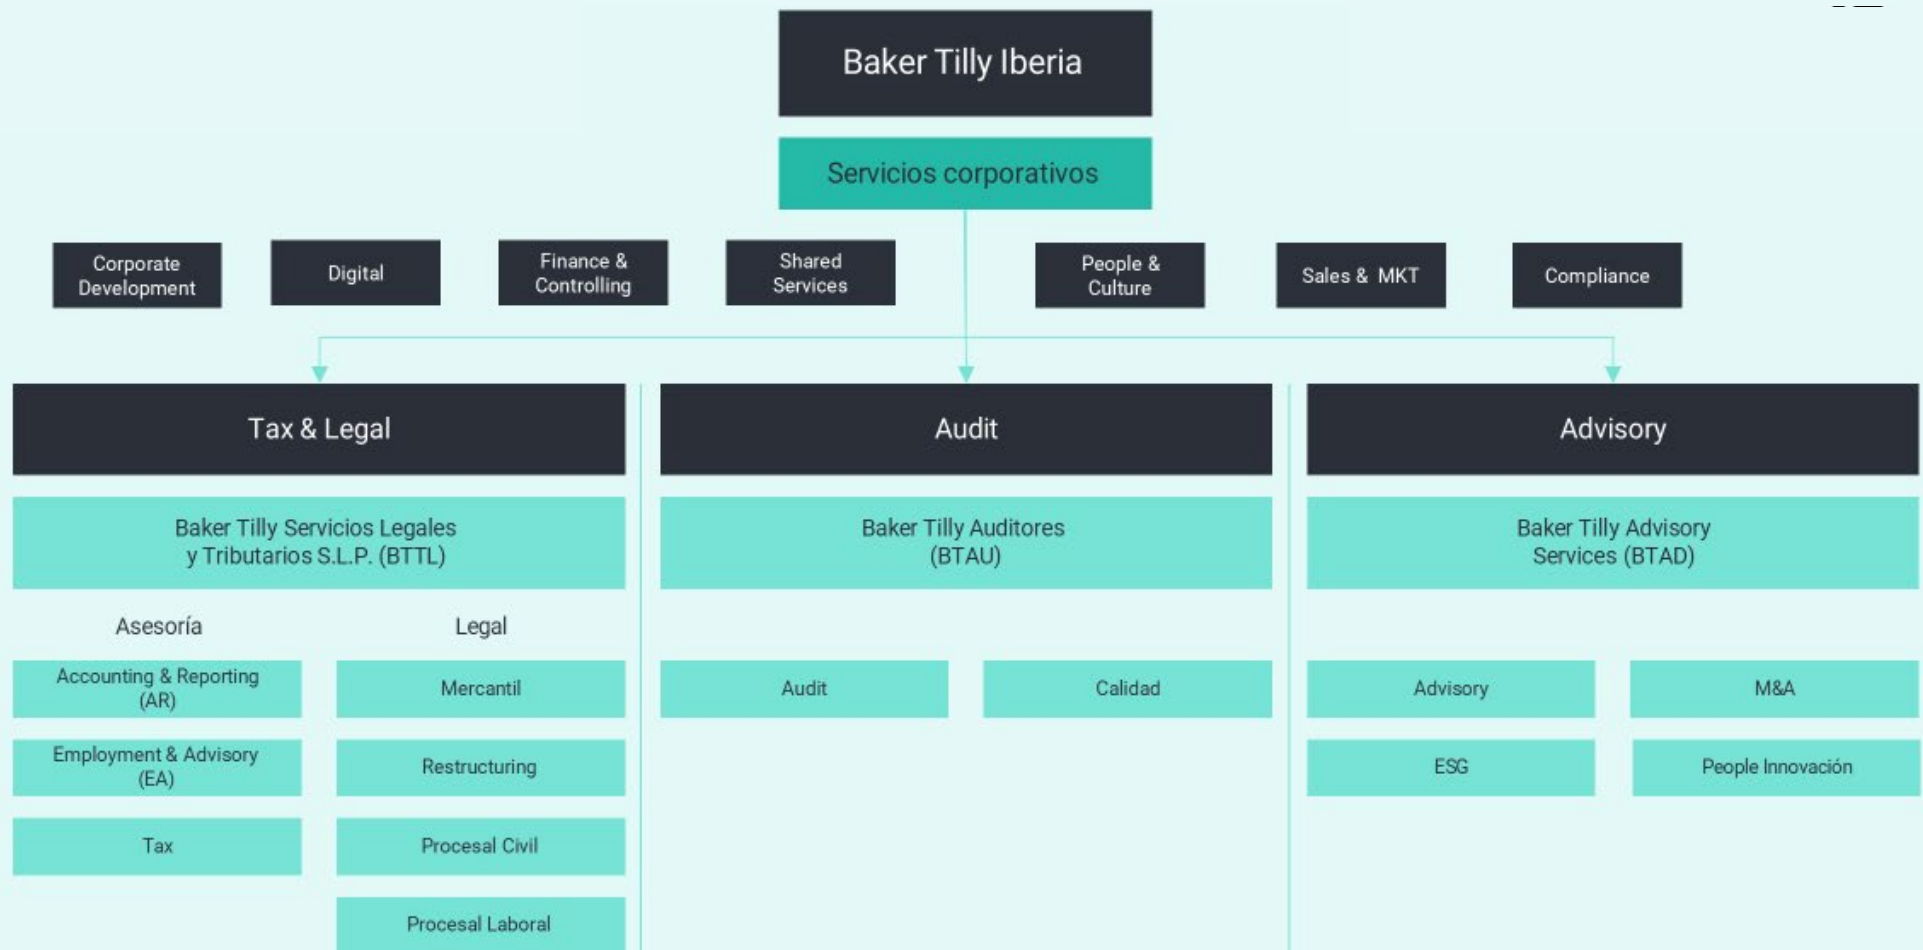 Baker Tilly Iberia
Servicios corporativos
Corporate
Development
Digital
Finance &
Controlling
Shared
Services
People &
Culture
Sales & MKT
Compliance
Tax & Legal
Audit
Advisory
Baker Tilly Servicios Legales
y Tributarios S.L.P. (BTTL)
Baker Tilly Auditores
(BTAU)
Baker Tilly Advisory
Services (BTAD)
Asesoría
Legal
Accounting & Reporting
(AR)
Mercantil
Audit
Calidad
Advisory
M&A
Employment & Advisory
(EA)
Restructuring
ESG
People Innovación
Tax
Procesal Civil
Procesal Laboral